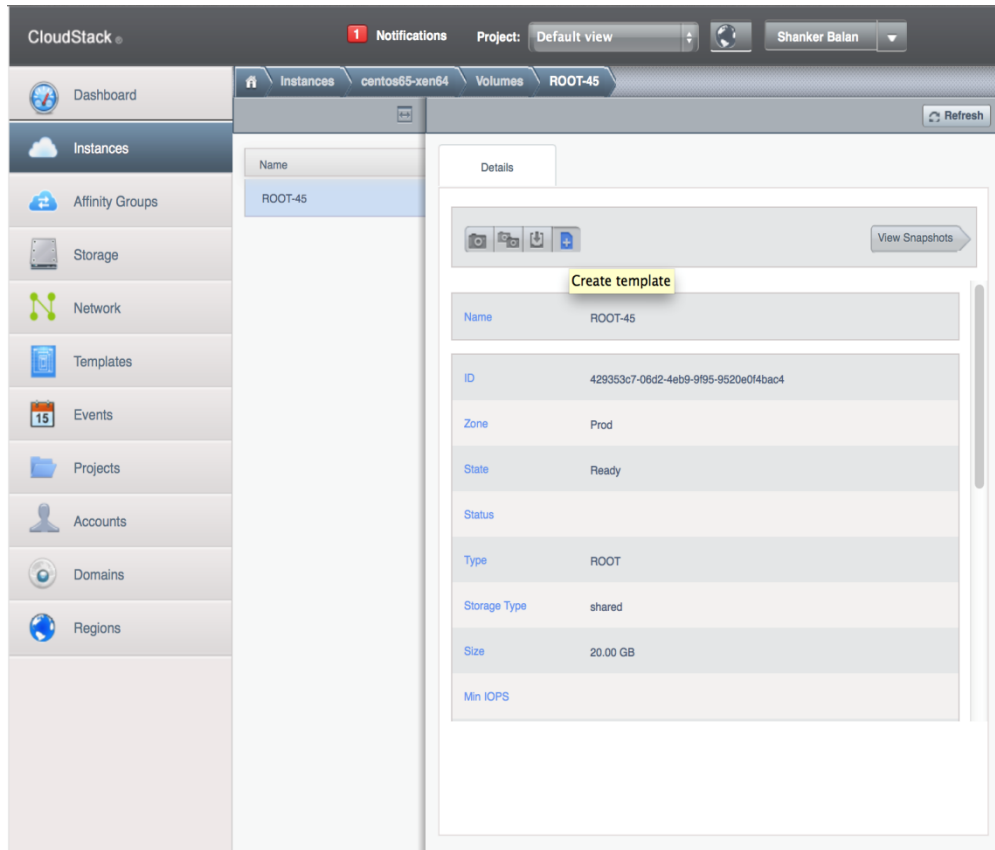 CloudStack
1 Notifications Project: Default view Shanker Balan
Dashboard
Instances
Affinity Groups
Storage
Network
Templates
15 Events
Projects
Accounts
Domains
Regions
Instances centos65-xen64 Volumes ROOT-45
Refresh
Name
ROOT-45
Details
View Snapshots
Create template
Name ROOT-45
ID 429353c7-06d2-4eb9-9f95-9520e0f4bac4
Zone Prod
State Ready
Status
Type ROOT
Storage Type shared
Size 20.00 GB
Min IOPS